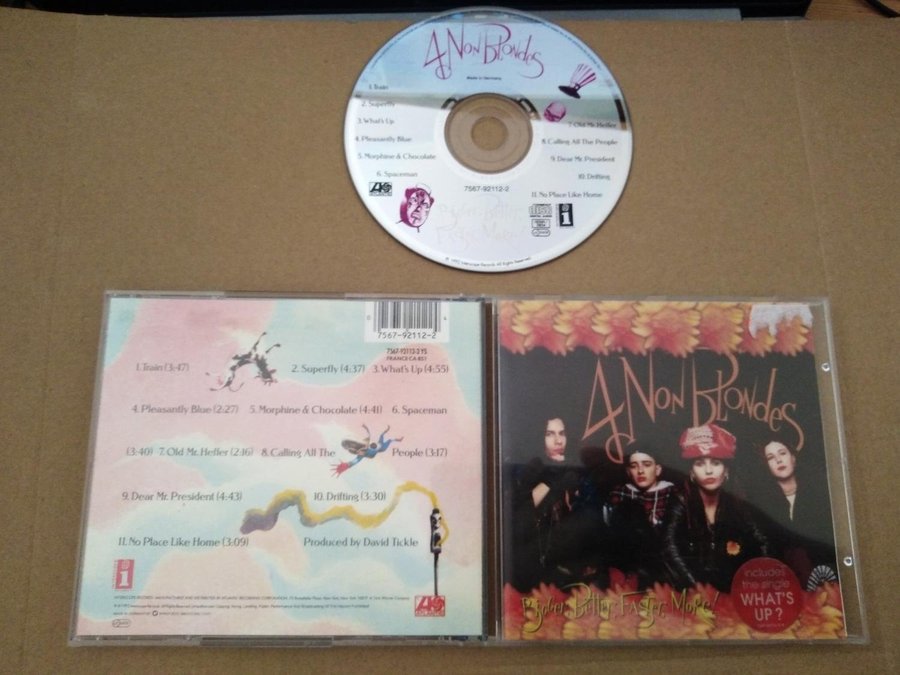 4 Non Blondes
Made in Germany
1. Train
2. Superfly
3. What's Up
4. Pleasantly Blue
5. Morphine & Chocolate
6. Spaceman
7. Old Mr. Heffer
8. Calling All The People
9. Dear Mr. President
10. Drifting
11. No Place Like Home
7567-92112-2
Bigger, Better,
Faster, More!
7567-92112-2
1. Train (3:47)
2. Superfly (4:37) 3. What's Up (4:55)
4. Pleasantly Blue (2:27) 5. Morphine & Chocolate (4:41) 6. Spaceman
(3:40) 7. Old Mr. Heffer (2:16) 8. Calling All The People (3:17)
9. Dear Mr. President (4:43) 10. Drifting (3:30)
11. No Place Like Home (3:09) Produced by David Tickle
4 Non Blondes
Bigger, Better, Faster, More!
includes
the single
WHAT'S
UP?